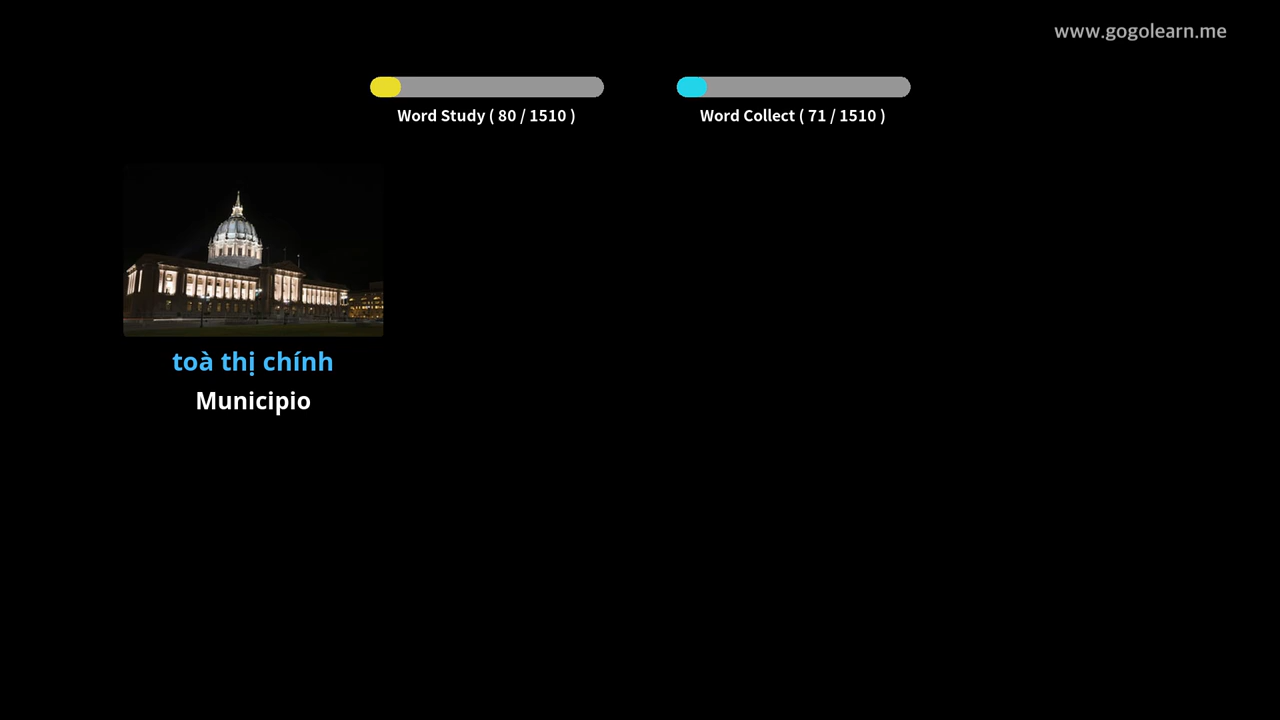 www.gogolearn.me
Word Study ( 80 / 1510 )
Word Collect ( 71 / 1510 )
toà thị chính
Municipio